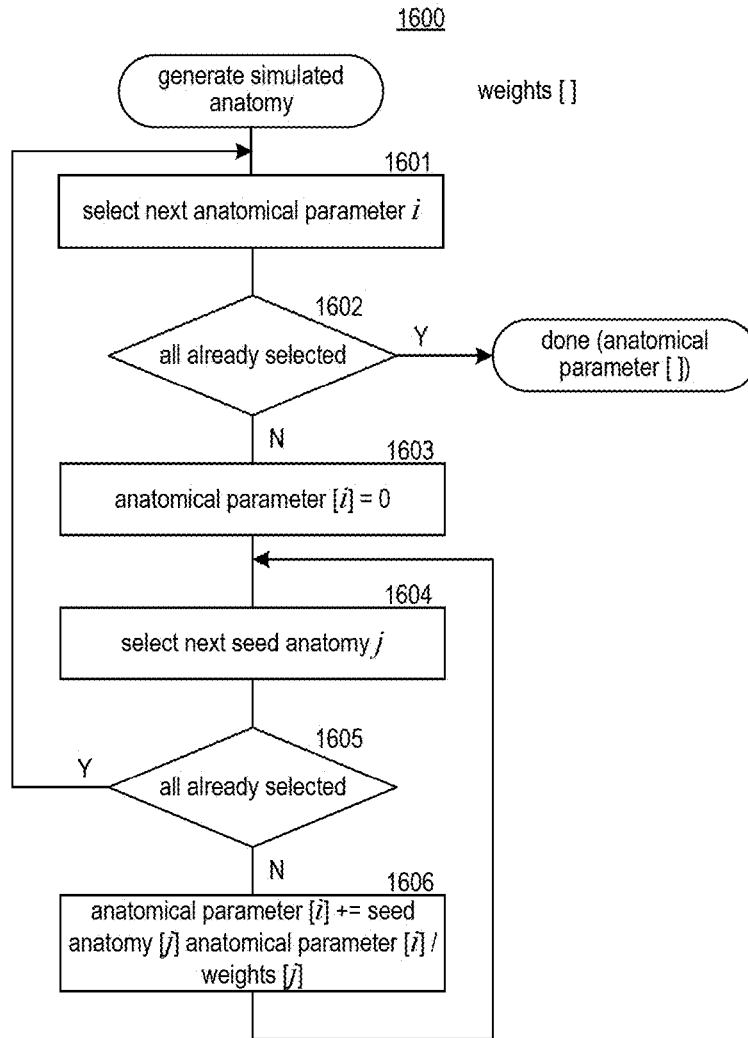 1600
generate simulated
anatomy
weights [ ]
1601
select next anatomical parameter i
1602
all already selected
Y
done (anatomical
parameter [ ])
N
1603
anatomical parameter [i] = 0
1604
select next seed anatomy j
1605
Y
all already selected
N
1606
anatomical parameter [i] += seed
anatomy [j] anatomical parameter [i] /
weights [j]